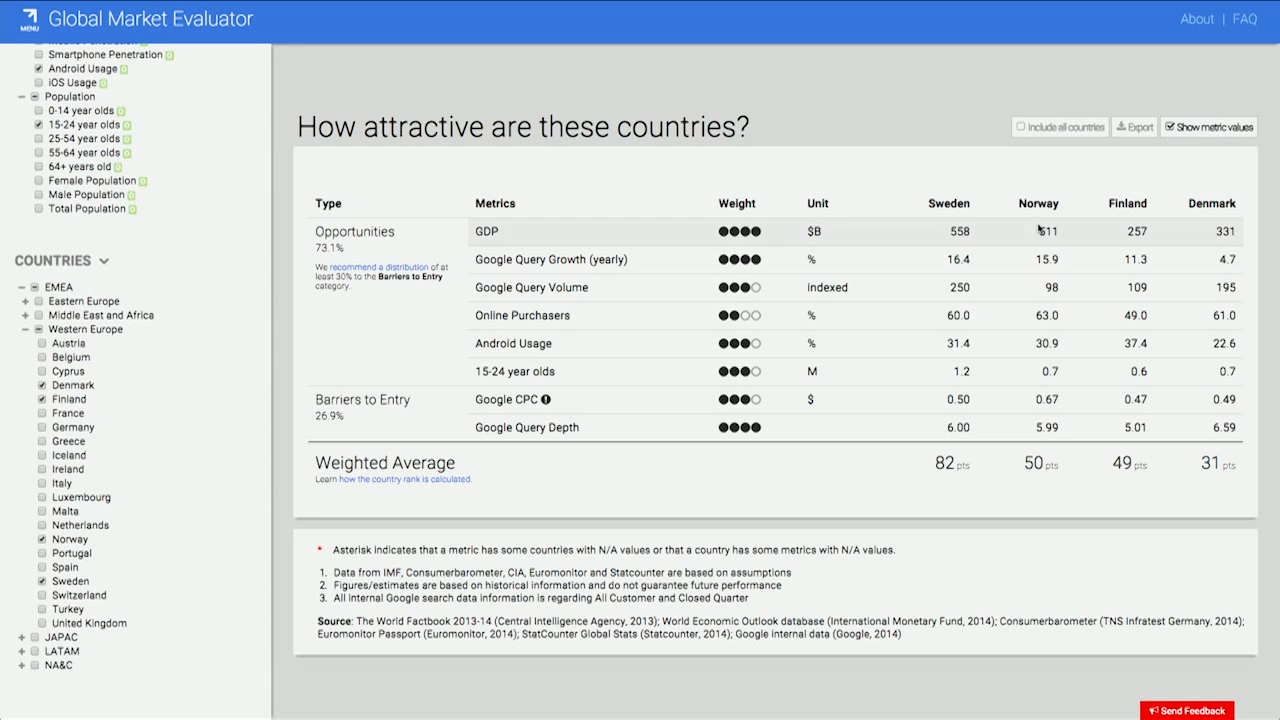 MENU
Global Market Evaluator
About | FAQ
Smartphone Penetration
Android Usage
iOS Usage
Population
0-14 year olds
15-24 year olds
25-54 year olds
55-64 year olds
64+ years old
Female Population
Male Population
Total Population
COUNTRIES
EMEA
Eastern Europe
Middle East and Africa
Western Europe
Austria
Belgium
Cyprus
Denmark
Finland
France
Germany
Greece
Iceland
Ireland
Italy
Luxembourg
Malta
Netherlands
Norway
Portugal
Spain
Sweden
Switzerland
Turkey
United Kingdom
JAPAC
LATAM
NA&C
How attractive are these countries?
Include all countries
Export
Show metric values
Type Metrics Weight Unit Sweden Norway Finland Denmark
Opportunities
73.1%
We recommend a distribution of at
least 30% to the Barriers to Entry
category.
GDP $B 558 511 257 331
Google Query Growth (yearly) % 16.4 15.9 11.3 4.7
Google Query Volume indexed 250 98 109 195
Online Purchasers % 60.0 63.0 49.0 61.0
Android Usage % 31.4 30.9 37.4 22.6
15-24 year olds M 1.2 0.7 0.6 0.7
Barriers to Entry
26.9%
Google CPC $ 0.50 0.67 0.47 0.49
Google Query Depth 6.00 5.99 5.01 6.59
Weighted Average 82 pts 50 pts 49 pts 31 pts
Learn how the country rank is calculated.
* Asterisk indicates that a metric has some countries with N/A values or that a country has some metrics with N/A values.
1. Data from IMF, Consumerbarometer, CIA, Euromonitor and Statcounter are based on assumptions
2. Figures/estimates are based on historical information and do not guarantee future performance
3. All internal Google search data information is regarding All Customer and Closed Quarter
Source: The World Factbook 2013-14 (Central Intelligence Agency, 2013); World Economic Outlook database (International Monetary Fund, 2014); Consumerbarometer (TNS Infratest Germany, 2014);
Euromonitor Passport (Euromonitor, 2014); StatCounter Global Stats (Statcounter, 2014); Google internal data (Google, 2014)
Send Feedback